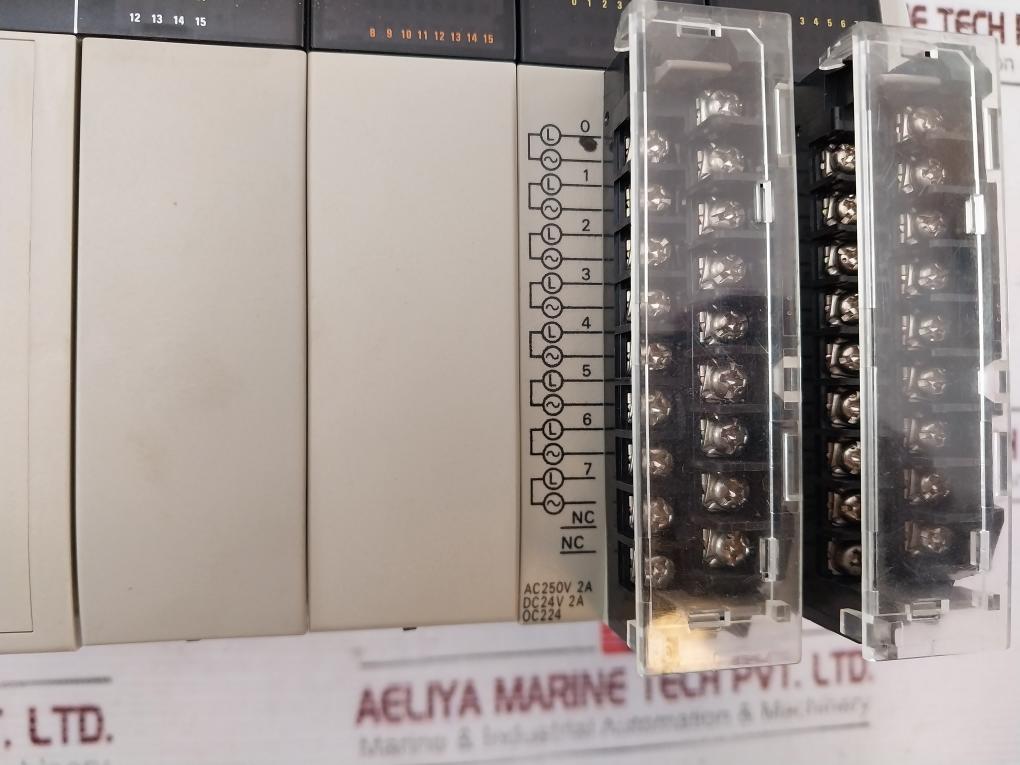 12 13 14 15
8 9 10 11 12 13 14 15
0 1 2 3
3 4 5 6
E TECH
0
L
1
L
2
L
3
L
4
L
5
L
6
L
7
L
NC
NC
AC250V 2A
DC24V 2A
OC224
AELIYA MARINE TECH PVT. LTD.
Marine & Industrial Automation & Machinery
T. LTD.